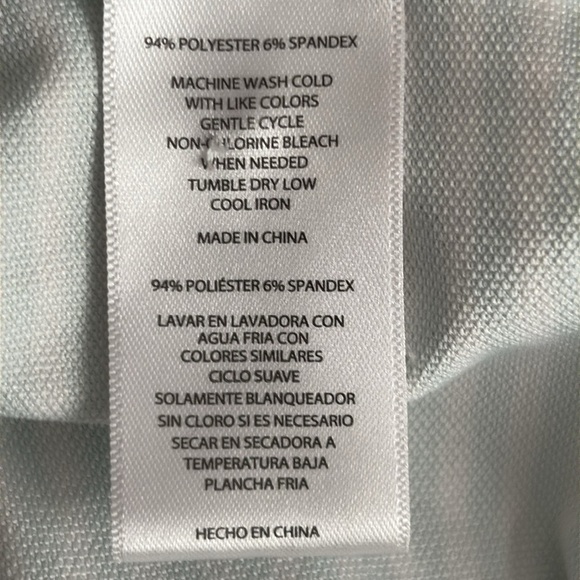 94% POLYESTER 6% SPANDEX
MACHINE WASH COLD
WITH LIKE COLORS
GENTLE CYCLE
NON-CHLORINE BLEACH
WHEN NEEDED
TUMBLE DRY LOW
COOL IRON
MADE IN CHINA
94% POLIÉSTER 6% SPANDEX
LAVAR EN LAVADORA CON
AGUA FRIA CON
COLORES SIMILARES
CICLO SUAVE
SOLAMENTE BLANQUEADOR
SIN CLORO SI ES NECESARIO
SECAR EN SECADORA A
TEMPERATURA BAJA
PLANCHA FRIA
HECHO EN CHINA